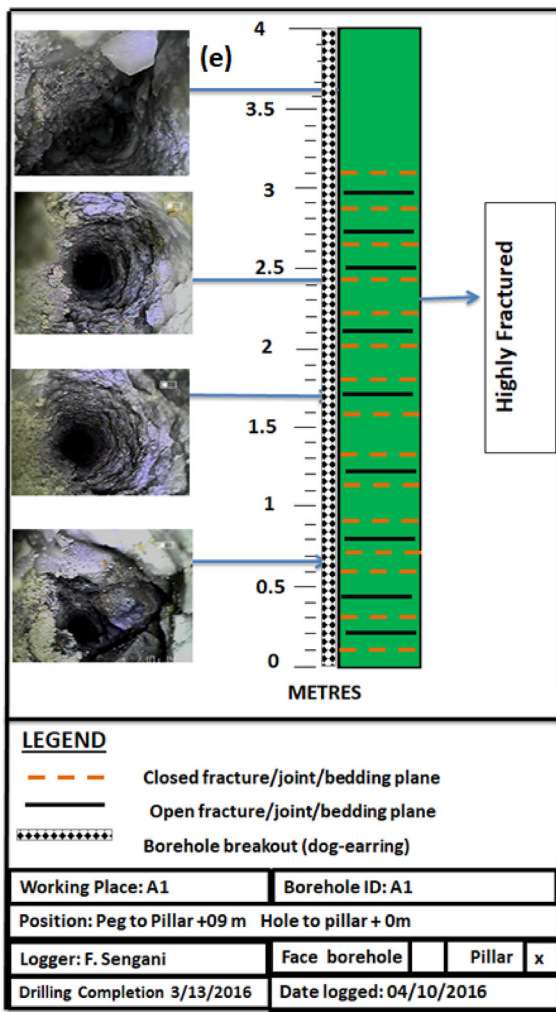 (e)
4
3.5
3
2.5
2
1.5
1
0.5
0
METRES
Highly Fractured
LEGEND
Closed fracture/joint/bedding plane
Open fracture/joint/bedding plane
Borehole breakout (dog-earring)
Working Place: A1 Borehole ID: A1
Position: Peg to Pillar +09 m Hole to pillar + 0m
Logger: F. Sengani Face borehole Pillar x
Drilling Completion 3/13/2016 Date logged: 04/10/2016